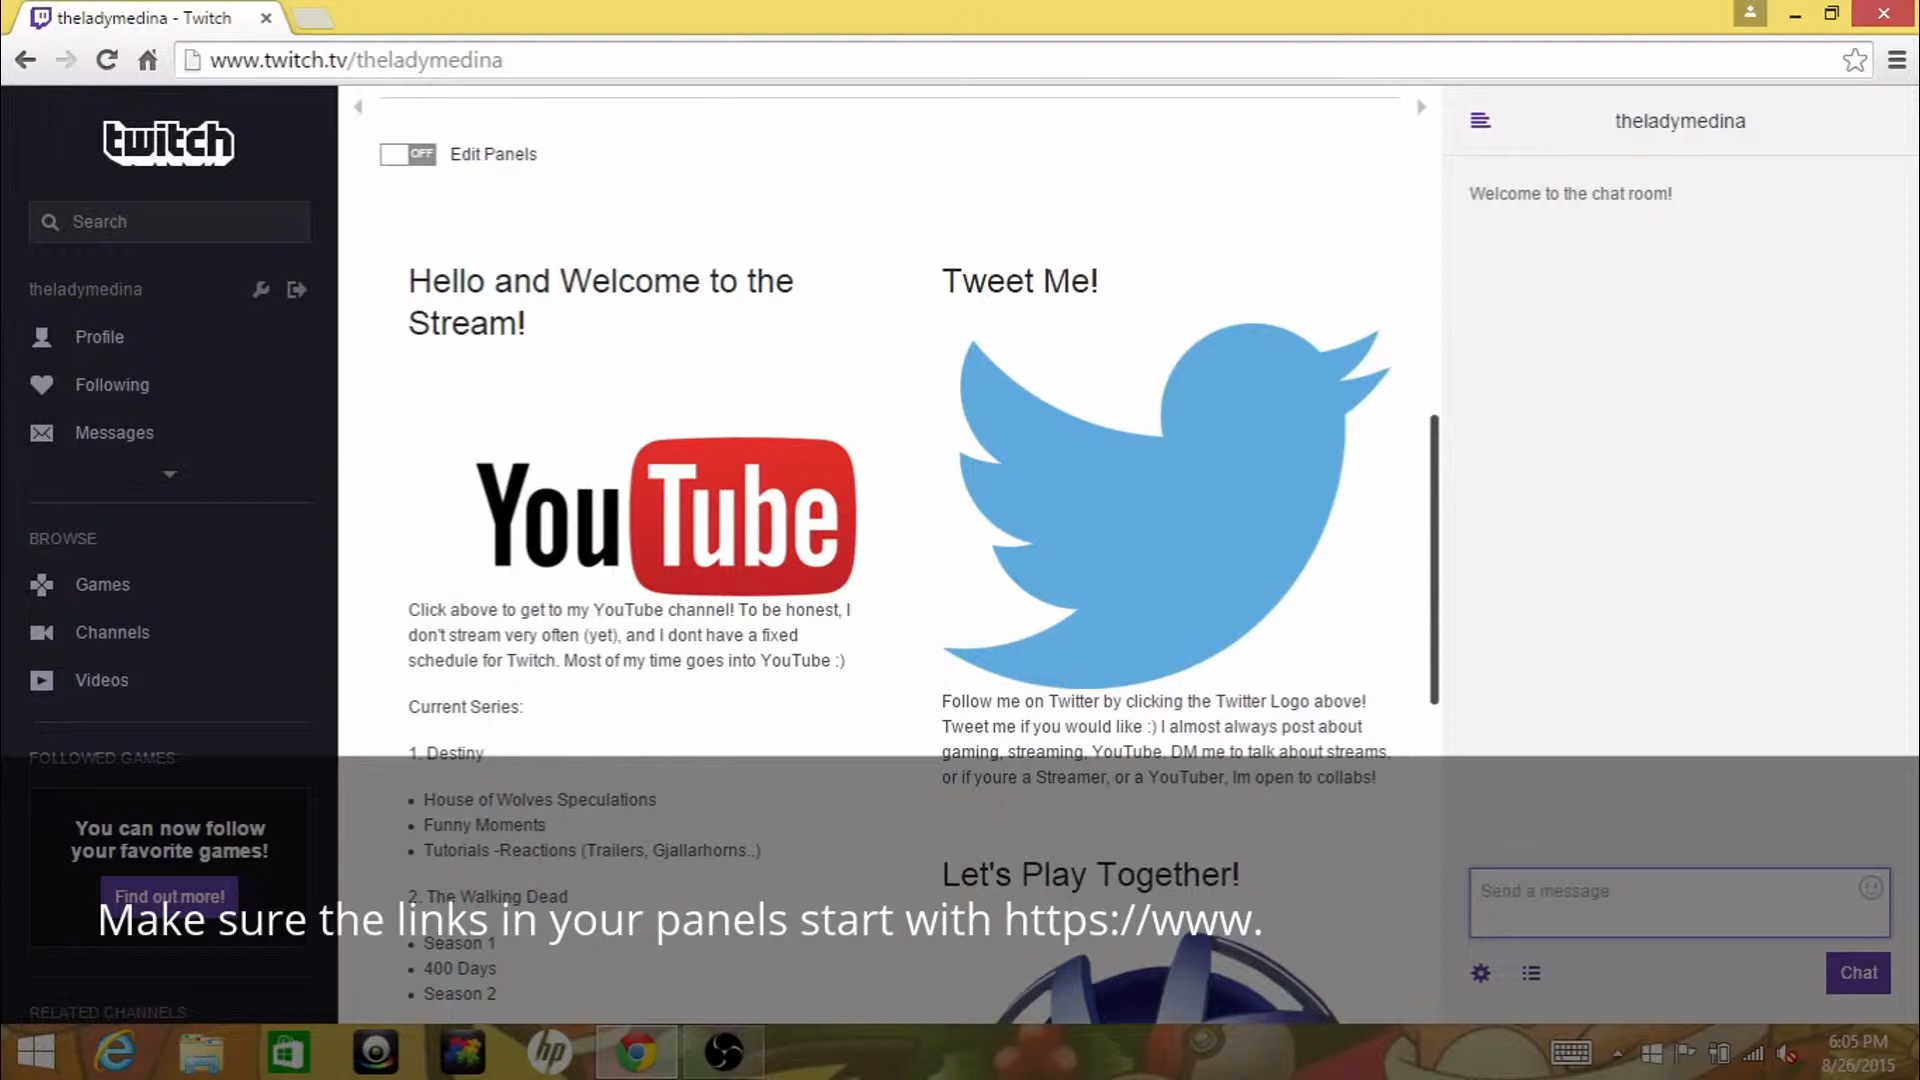 theladymedina - Twitch
www.twitch.tv/theladymedina
twitch
Search
theladymedina
Profile
Following
Messages
BROWSE
Games
Channels
Videos
FOLLOWED GAMES
You can now follow
your favorite games!
Find out more!
RELATED CHANNELS
OFF Edit Panels
Hello and Welcome to the
Stream!
YouTube
Click above to get to my YouTube channel! To be honest, I
don't stream very often (yet), and I dont have a fixed
schedule for Twitch. Most of my time goes into YouTube :)
Current Series:
1. Destiny
• House of Wolves Speculations
• Funny Moments
• Tutorials -Reactions (Trailers, Gjallarhorns..)
2. The Walking Dead
• Season 1
• 400 Days
• Season 2
Tweet Me!
Follow me on Twitter by clicking the Twitter Logo above!
Tweet me if you would like :) I almost always post about
gaming, streaming, YouTube. DM me to talk about streams,
or if youre a Streamer, or a YouTuber, Im open to collabs!
Let's Play Together!
theladymedina
Welcome to the chat room!
Send a message
Chat
Make sure the links in your panels start with https://www.
hp
6:05 PM
8/26/2015